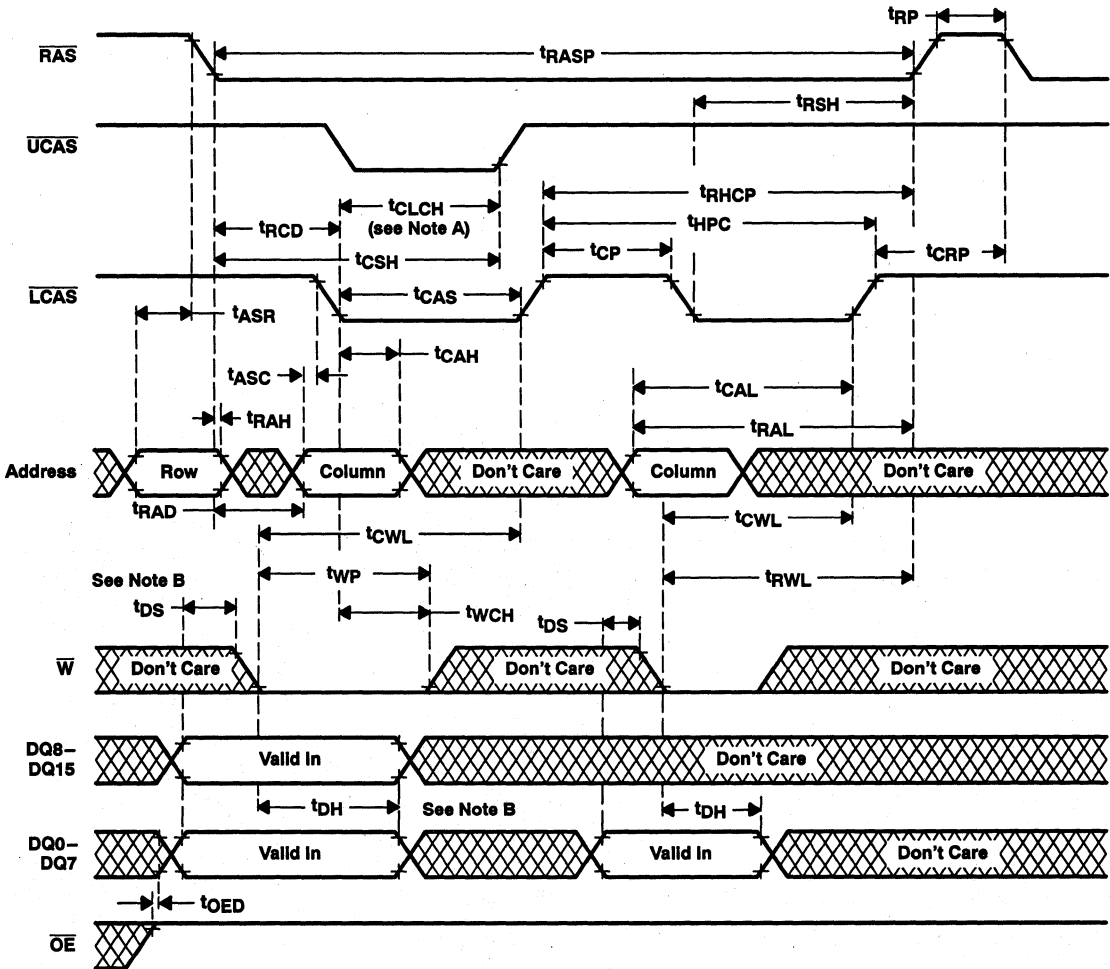 tRP
RAS
tRASP
tRSH
UCAS
tRHCP
tCLCH
(see Note A)
tRCD
tHPC
tCSH
tCP
tCRP
LCAS
tCAS
tASR
tCAH
tASC
tCAL
tRAH
tRAL
Address
Row
Column
Don't Care
Column
Don't Care
tRAD
tCWL
tCWL
tWP
tRWL
See Note B
tDS
tWCH
tDS
W
Don't Care
Don't Care
Don't Care
DQ8–
DQ15
Valid In
Don't Care
tDH
See Note B
tDH
DQ0–
DQ7
Valid In
Valid In
Don't Care
tOED
OE